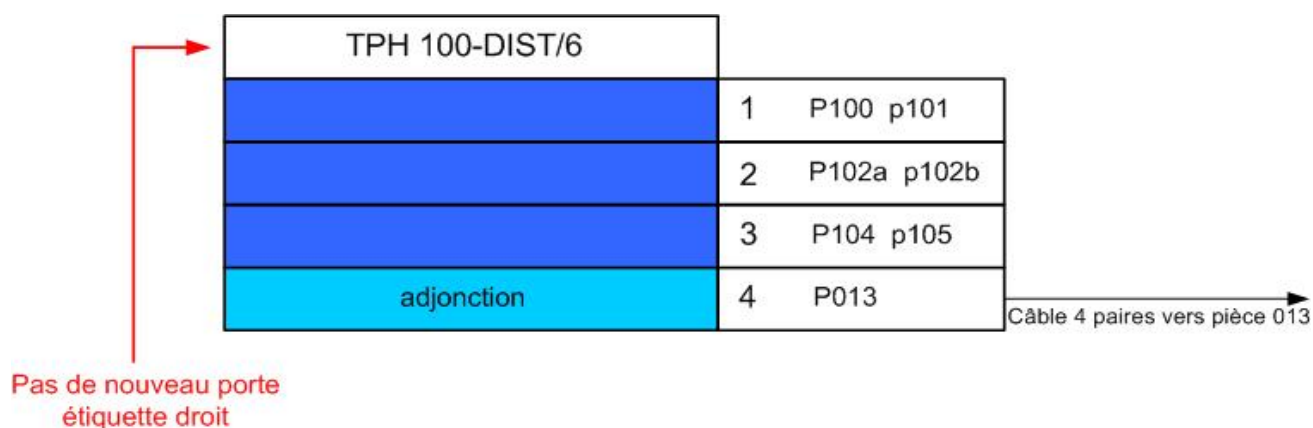 TPH 100-DIST/6
1 P100 p101
2 P102a p102b
3 P104 p105
adjonction 4 P013
Câble 4 paires vers pièce 013
Pas de nouveau porte
étiquette droit